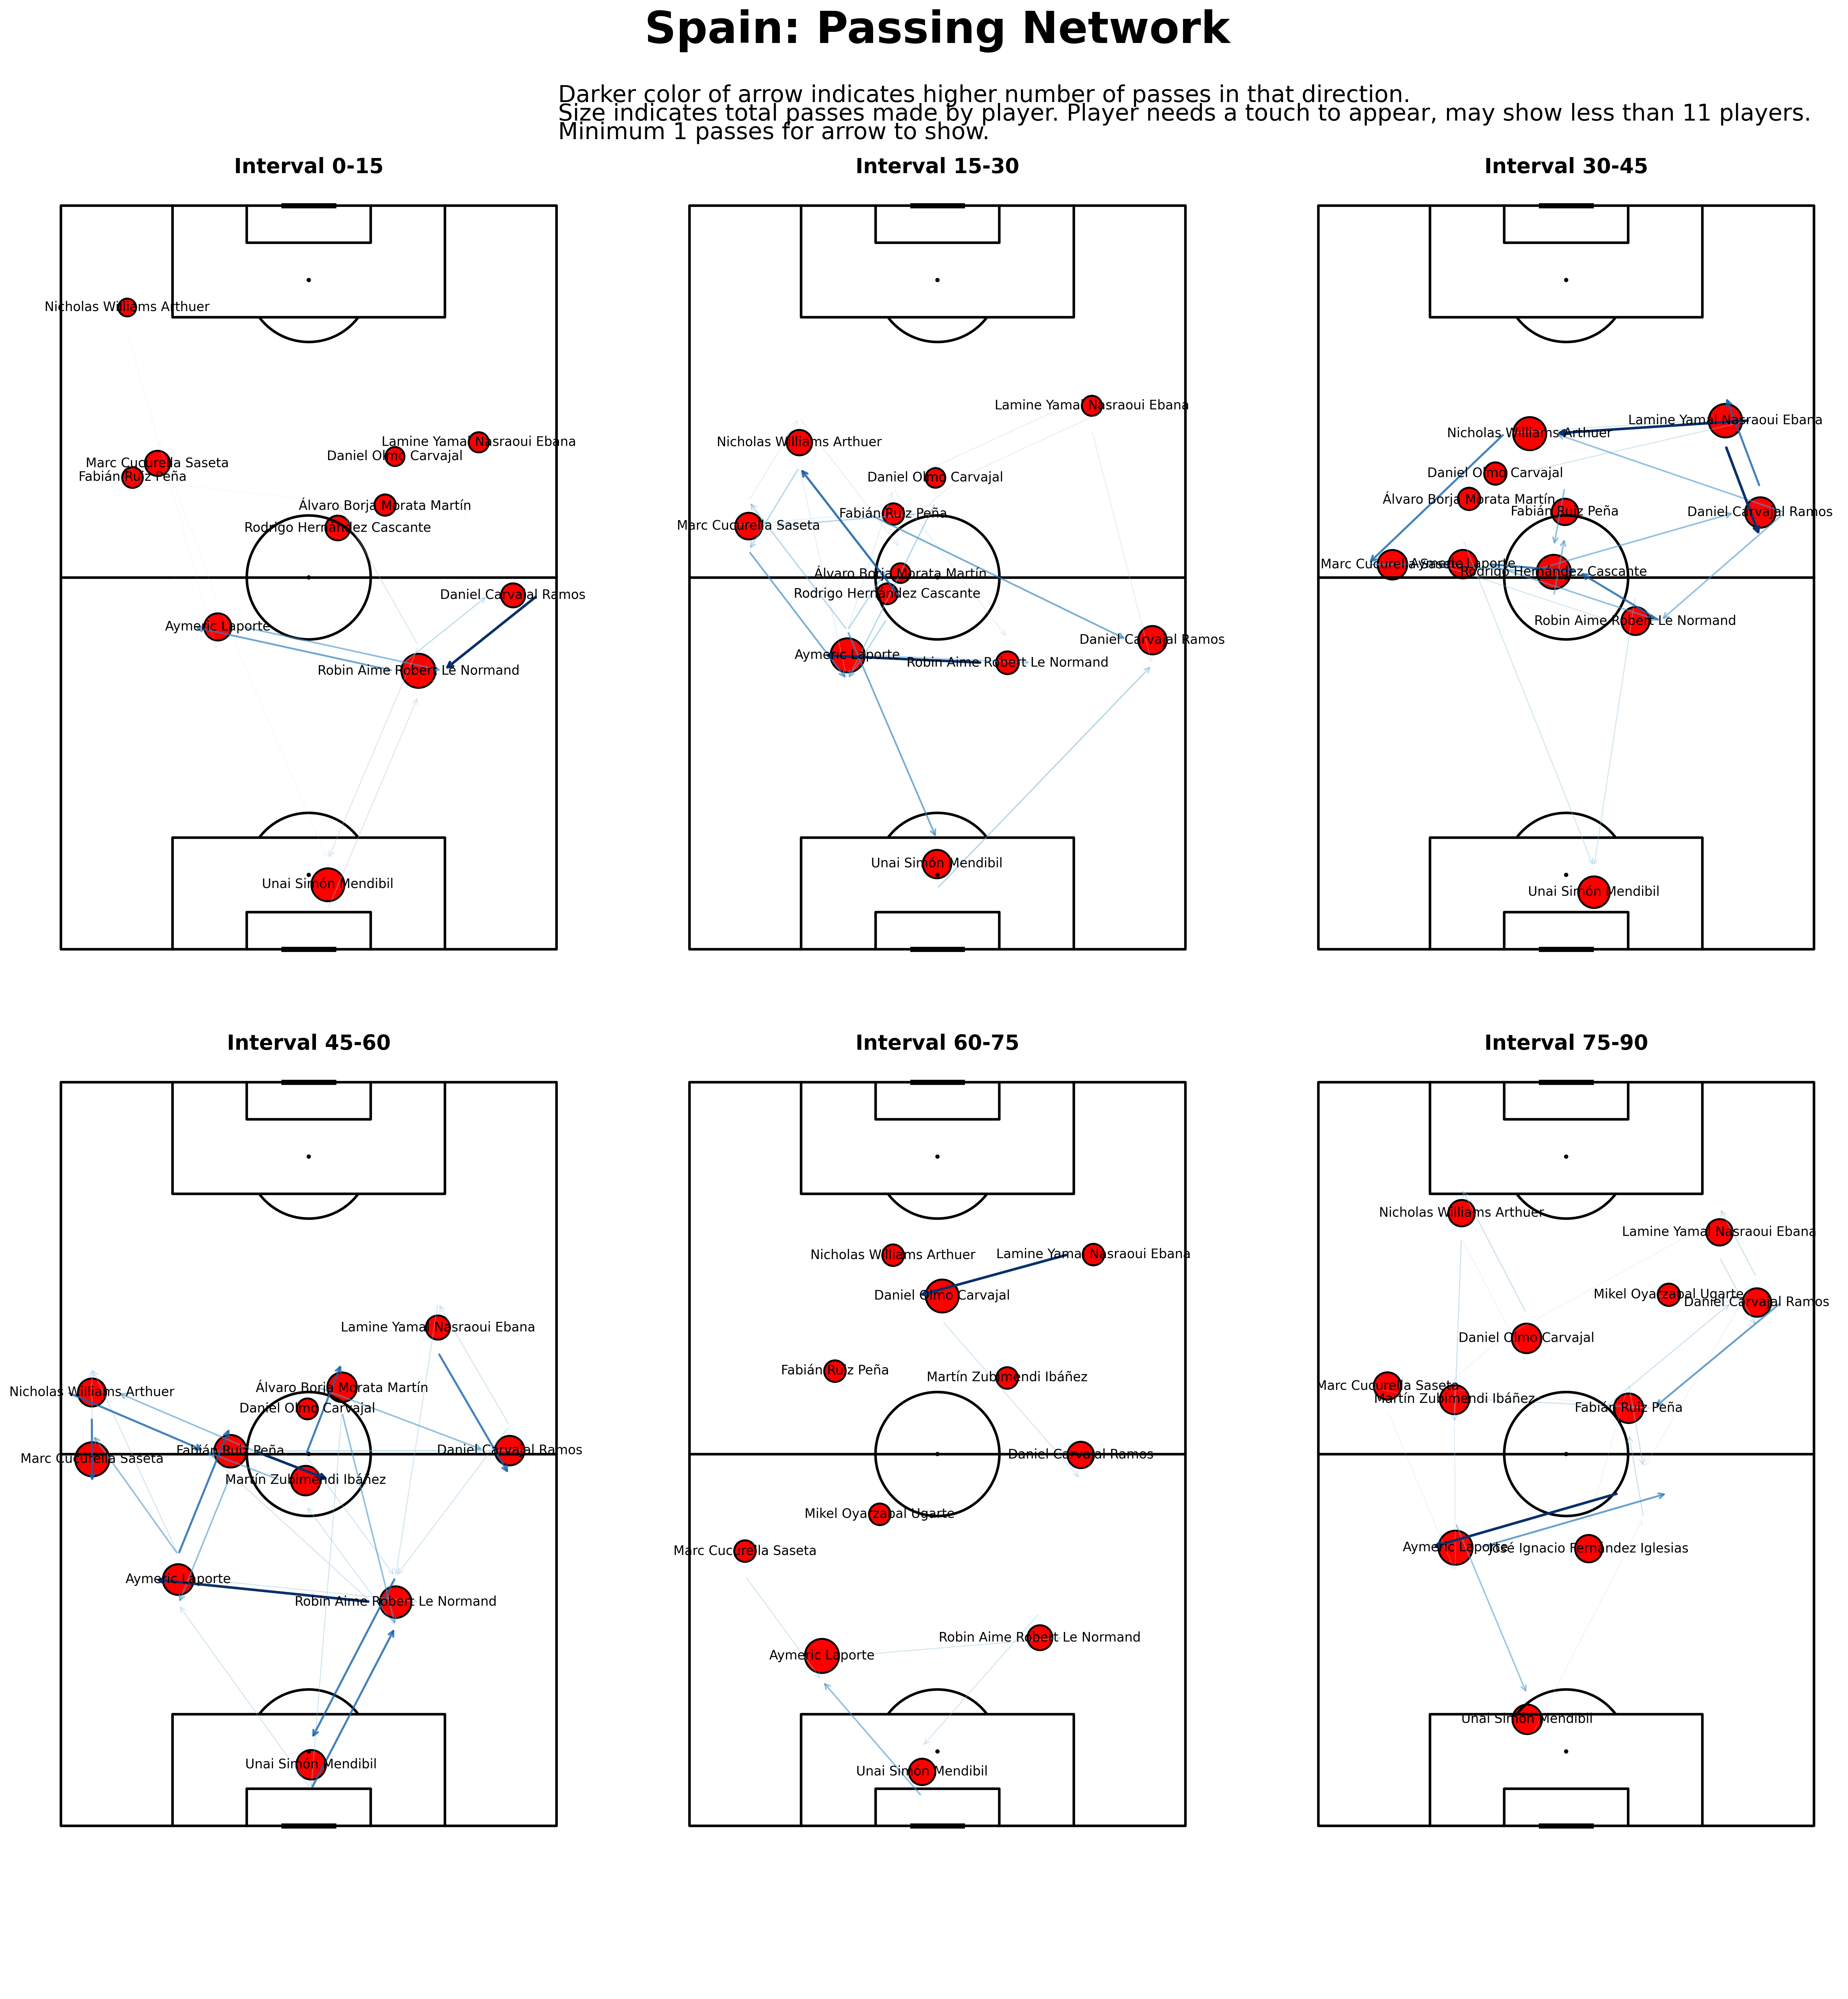 Spain: Passing Network
Darker color of arrow indicates higher number of passes in that direction.
Size indicates total passes made by player. Player needs a touch to appear, may show less than 11 players.
Minimum 1 passes for arrow to show.
Interval 0-15
Nicholas Williams Arthuer
Lamine Yamal Nasraoui Ebana
Daniel Olmo Carvajal
Marc Cucurella Saseta
Fabián Ruiz Peña
Álvaro Borja Morata Martín
Rodrigo Hernández Cascante
Daniel Carvajal Ramos
Aymeric Laporte
Robin Aime Robert Le Normand
Unai Simón Mendibil
Interval 15-30
Lamine Yamal Nasraoui Ebana
Nicholas Williams Arthuer
Daniel Olmo Carvajal
Fabián Ruiz Peña
Marc Cucurella Saseta
Álvaro Borja Morata Martín
Rodrigo Hernández Cascante
Daniel Carvajal Ramos
Aymeric Laporte
Robin Aime Robert Le Normand
Unai Simón Mendibil
Interval 30-45
Lamine Yamal Nasraoui Ebana
Nicholas Williams Arthuer
Daniel Olmo Carvajal
Álvaro Borja Morata Martín
Fabián Ruiz Peña
Daniel Carvajal Ramos
Marc Cucurella Saseta
Aymeric Laporte
Rodrigo Hernández Cascante
Robin Aime Robert Le Normand
Unai Simón Mendibil
Interval 45-60
Lamine Yamal Nasraoui Ebana
Nicholas Williams Arthuer
Álvaro Borja Morata Martín
Daniel Olmo Carvajal
Fabián Ruiz Peña
Daniel Carvajal Ramos
Marc Cucurella Saseta
Martín Zubimendi Ibáñez
Aymeric Laporte
Robin Aime Robert Le Normand
Unai Simón Mendibil
Interval 60-75
Nicholas Williams Arthuer
Lamine Yamal Nasraoui Ebana
Daniel Olmo Carvajal
Fabián Ruiz Peña
Martín Zubimendi Ibáñez
Daniel Carvajal Ramos
Mikel Oyarzabal Ugarte
Marc Cucurella Saseta
Robin Aime Robert Le Normand
Aymeric Laporte
Unai Simón Mendibil
Interval 75-90
Nicholas Williams Arthuer
Lamine Yamal Nasraoui Ebana
Mikel Oyarzabal Ugarte
Daniel Carvajal Ramos
Daniel Olmo Carvajal
Marc Cucurella Saseta
Martín Zubimendi Ibáñez
Fabián Ruiz Peña
Aymeric Laporte
José Ignacio Fernández Iglesias
Unai Simón Mendibil